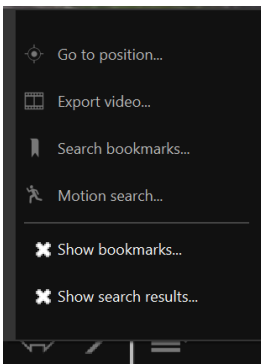 Go to position...
Export video...
Search bookmarks...
Motion search...
Show bookmarks...
Show search results...